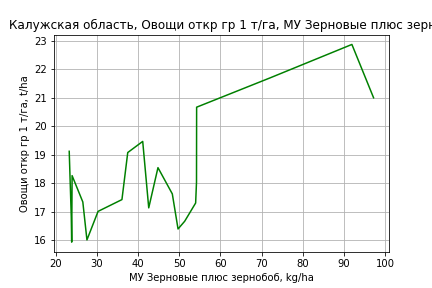 Калужская область, Овощи откр гр 1 т/га, МУ Зерновые плюс зерн
23
22
21
20
19
18
17
16
Овощи откр гр 1 т/га, t/ha
20 30 40 50 60 70 80 90 100
МУ Зерновые плюс зернобоб, kg/ha